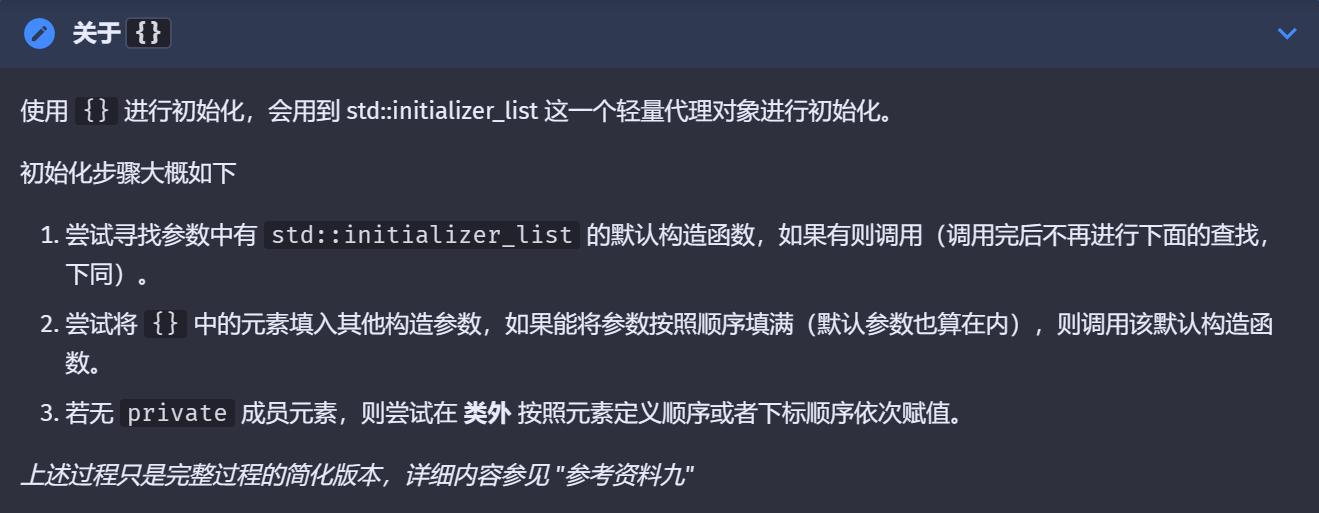 关于 {}
使用 {} 进行初始化，会用到 std::initializer_list 这一个轻量代理对象进行初始化。
初始化步骤大概如下
1. 尝试寻找参数中有 std::initializer_list 的默认构造函数，如果有则调用（调用完后不再进行下面的查找，
下同）。
2. 尝试将 {} 中的元素填入其他构造参数，如果能将参数按照顺序填满（默认参数也算在内），则调用该默认构造函
数。
3. 若无 private 成员元素，则尝试在 类外 按照元素定义顺序或者下标顺序依次赋值。
上述过程只是完整过程的简化版本，详细内容参见 "参考资料九"